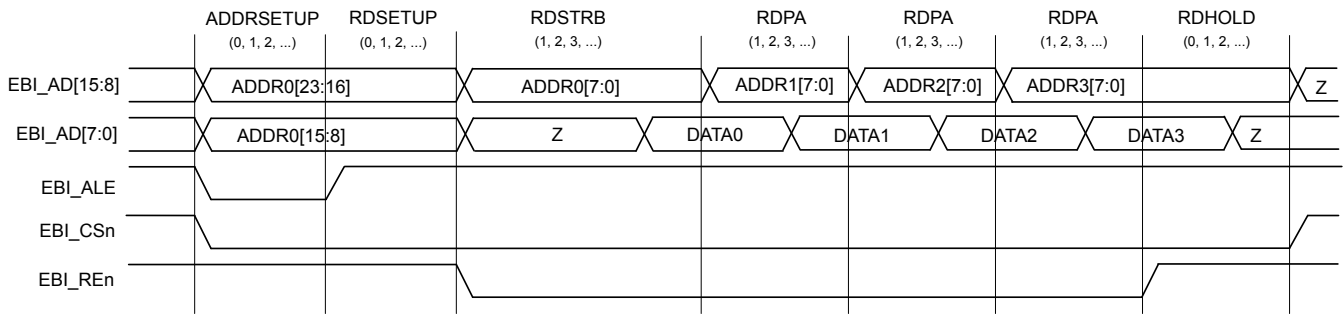 ADDRSETUP RDSETUP RDSTRB RDPA RDPA RDPA RDHOLD
(0, 1, 2, ...) (0, 1, 2, ...) (1, 2, 3, ...) (1, 2, 3, ...) (1, 2, 3, ...) (1, 2, 3, ...) (0, 1, 2, ...)
EBI_AD[15:8] ADDR0[23:16] ADDR0[7:0] ADDR1[7:0] ADDR2[7:0] ADDR3[7:0] Z
EBI_AD[7:0] ADDR0[15:8] Z DATA0 DATA1 DATA2 DATA3 Z
EBI_ALE
EBI_CSn
EBI_REn